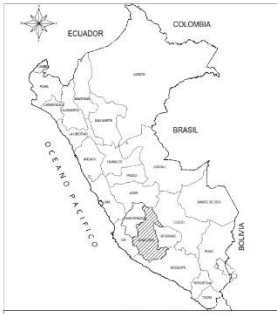 COLOMBIA
ECUADOR
LORETO
TUMBES
PIURA
AMAZONAS
LAMBAYEQUE
CAJAMARCA
SAN MARTIN
BRASIL
LA LIBERTAD
ANCASH
HUANUCO
UCAYALI
PASCO
OCEANO PACIFICO
JUNIN
LIMA
MADRE DE DIOS
CUSCO
HUANCAVELICA
ICA
AYACUCHO
APURIMAC
PUNO
BOLIVIA
AREQUIPA
MOQUEGUA
TACNA